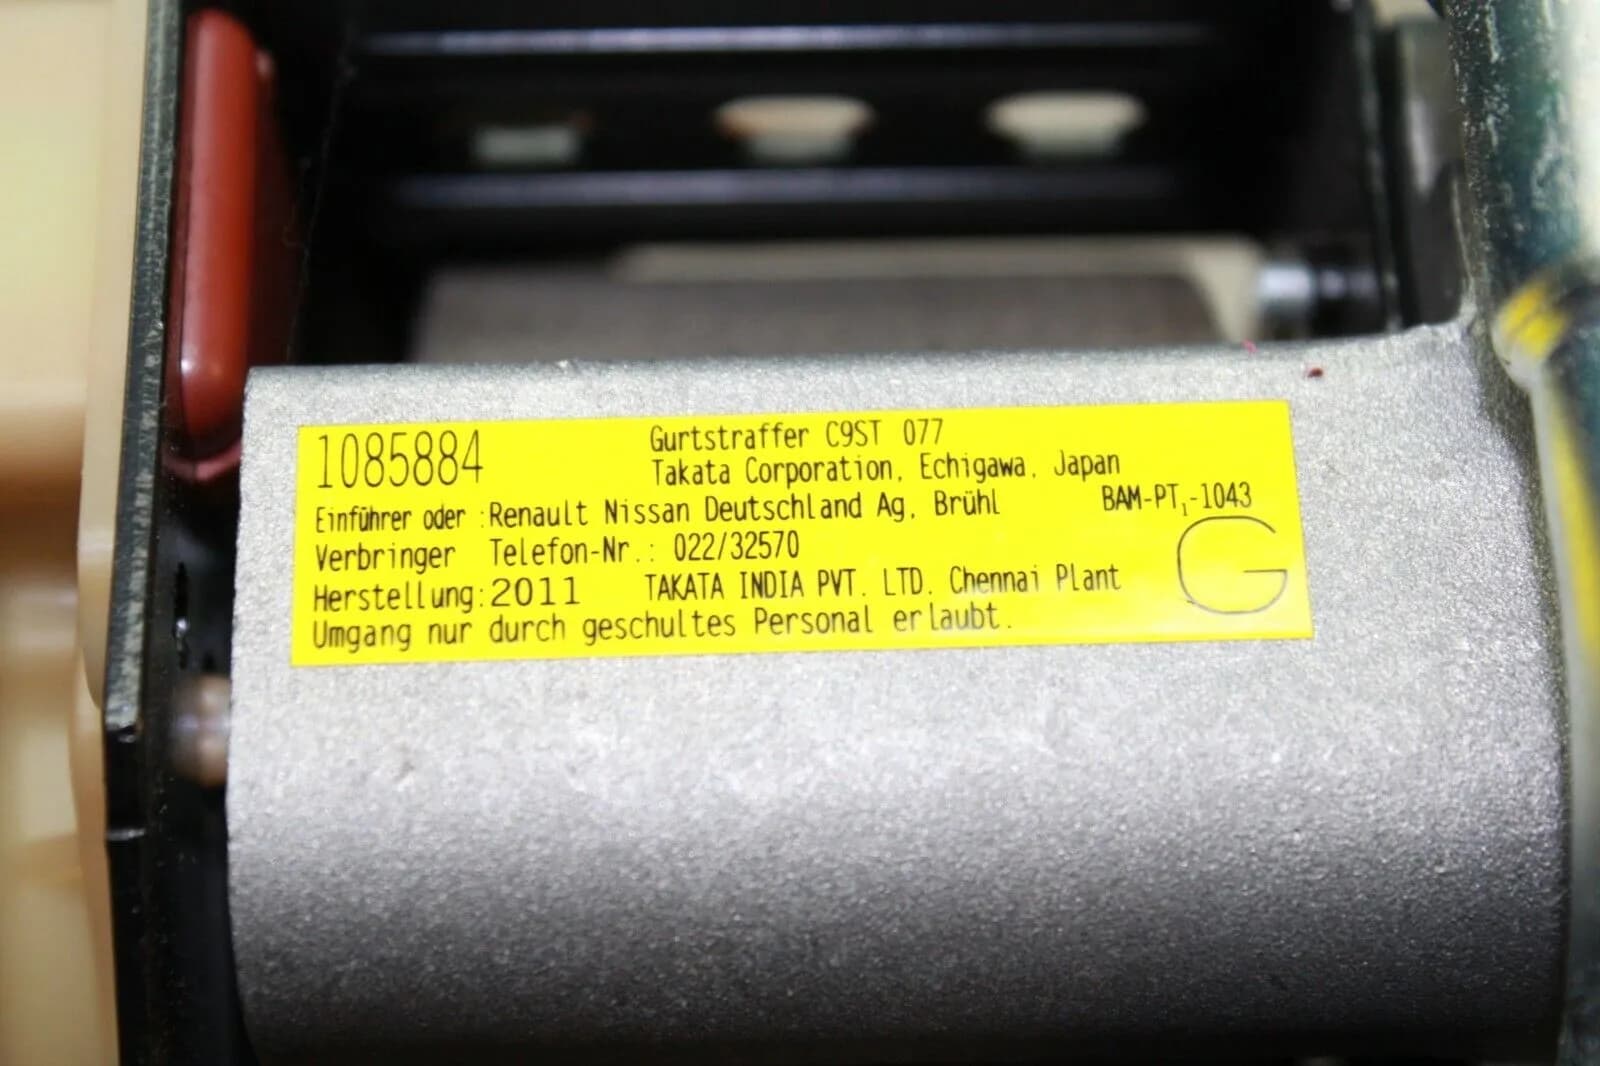 1085884 Gurtstraffer C9ST 077
Takata Corporation, Echigawa, Japan
Einführer oder :Renault Nissan Deutschland Ag, Brühl BAM-PT₁-1043
Verbringer Telefon-Nr.: 022/32570
Herstellung:2011 TAKATA INDIA PVT. LTD. Chennai Plant G
Umgang nur durch geschultes Personal erlaubt.